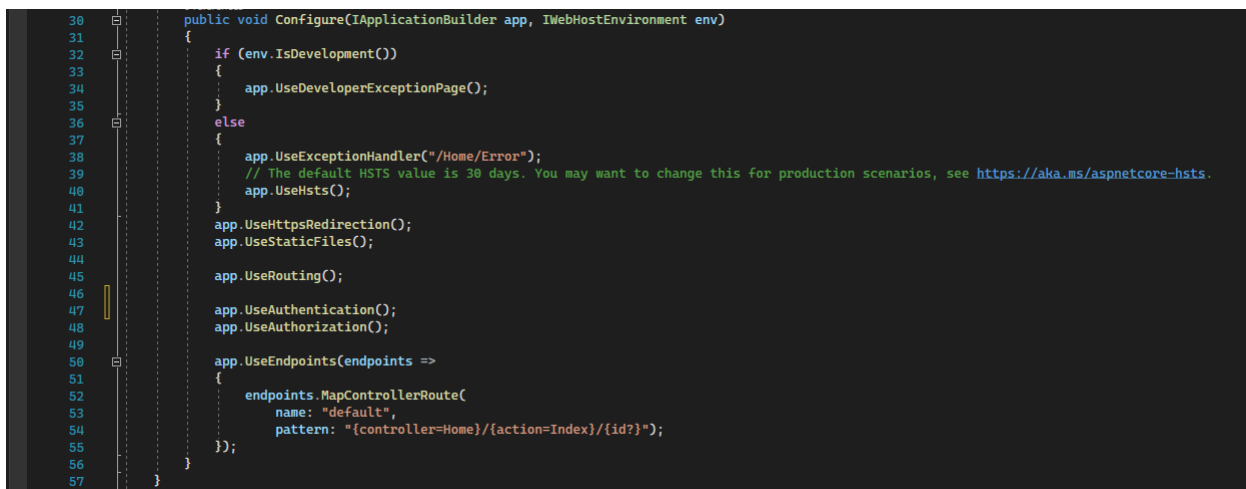 30 public void Configure(IApplicationBuilder app, IWebHostEnvironment env)
31 {
32 if (env.IsDevelopment())
33 {
34 app.UseDeveloperExceptionPage();
35 }
36 else
37 {
38 app.UseExceptionHandler("/Home/Error");
39 // The default HSTS value is 30 days. You may want to change this for production scenarios, see https://aka.ms/aspnetcore-hsts.
40 app.UseHsts();
41 }
42 app.UseHttpsRedirection();
43 app.UseStaticFiles();
44
45 app.UseRouting();
46
47 app.UseAuthentication();
48 app.UseAuthorization();
49
50 app.UseEndpoints(endpoints =>
51 {
52 endpoints.MapControllerRoute(
53 name: "default",
54 pattern: "{controller=Home}/{action=Index}/{id?}");
55 });
56 }
57 }